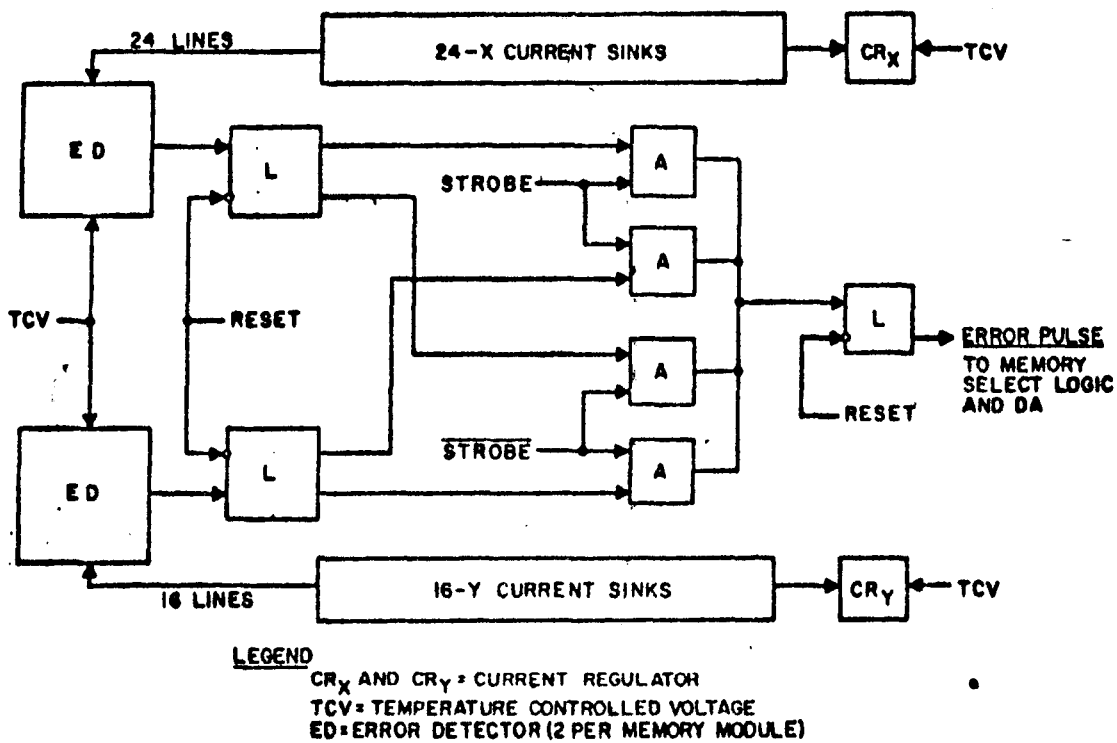 24 LINES
24-X CURRENT SINKS
CRX
TCV
ED
L
A
STROBE
A
TCV
RESET
L
ERROR PULSE
TO MEMORY
SELECT LOGIC
AND DA
A
RESET
STROBE
A
ED
L
16 LINES
16-Y CURRENT SINKS
CRY
TCV
LEGEND
CRX AND CRY = CURRENT REGULATOR
TCV = TEMPERATURE CONTROLLED VOLTAGE
ED = ERROR DETECTOR (2 PER MEMORY MODULE)